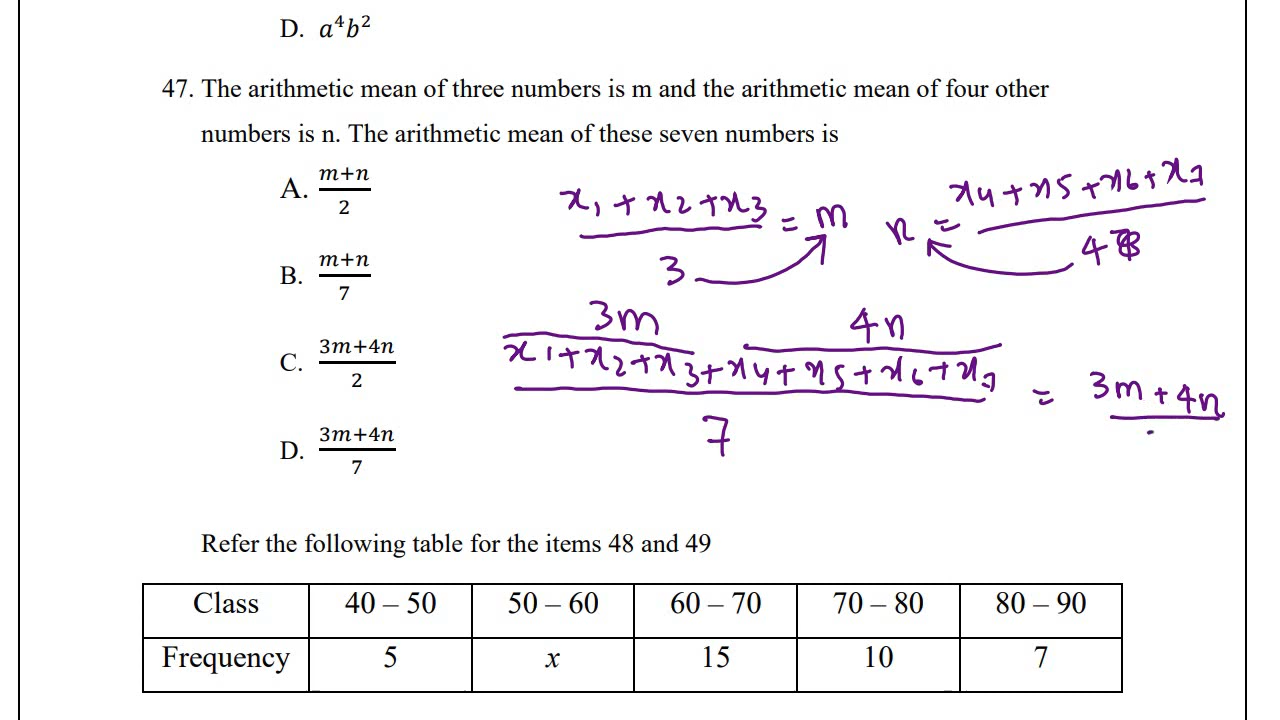 D. a⁴b²
47. The arithmetic mean of three numbers is m and the arithmetic mean of four other
numbers is n. The arithmetic mean of these seven numbers is
A. m+n/2
B. m+n/7
C. 3m+4n/2
D. 3m+4n/7
x₁+x₂+x₃/3 = m
n = x₄+x₅+x₆+x₇/4
3m 4n
x₁+x₂+x₃+x₄+x₅+x₆+x₇/7 = 3m+4n
Refer the following table for the items 48 and 49
Class 40 – 50 50 – 60 60 – 70 70 – 80 80 – 90
Frequency 5 x 15 10 7